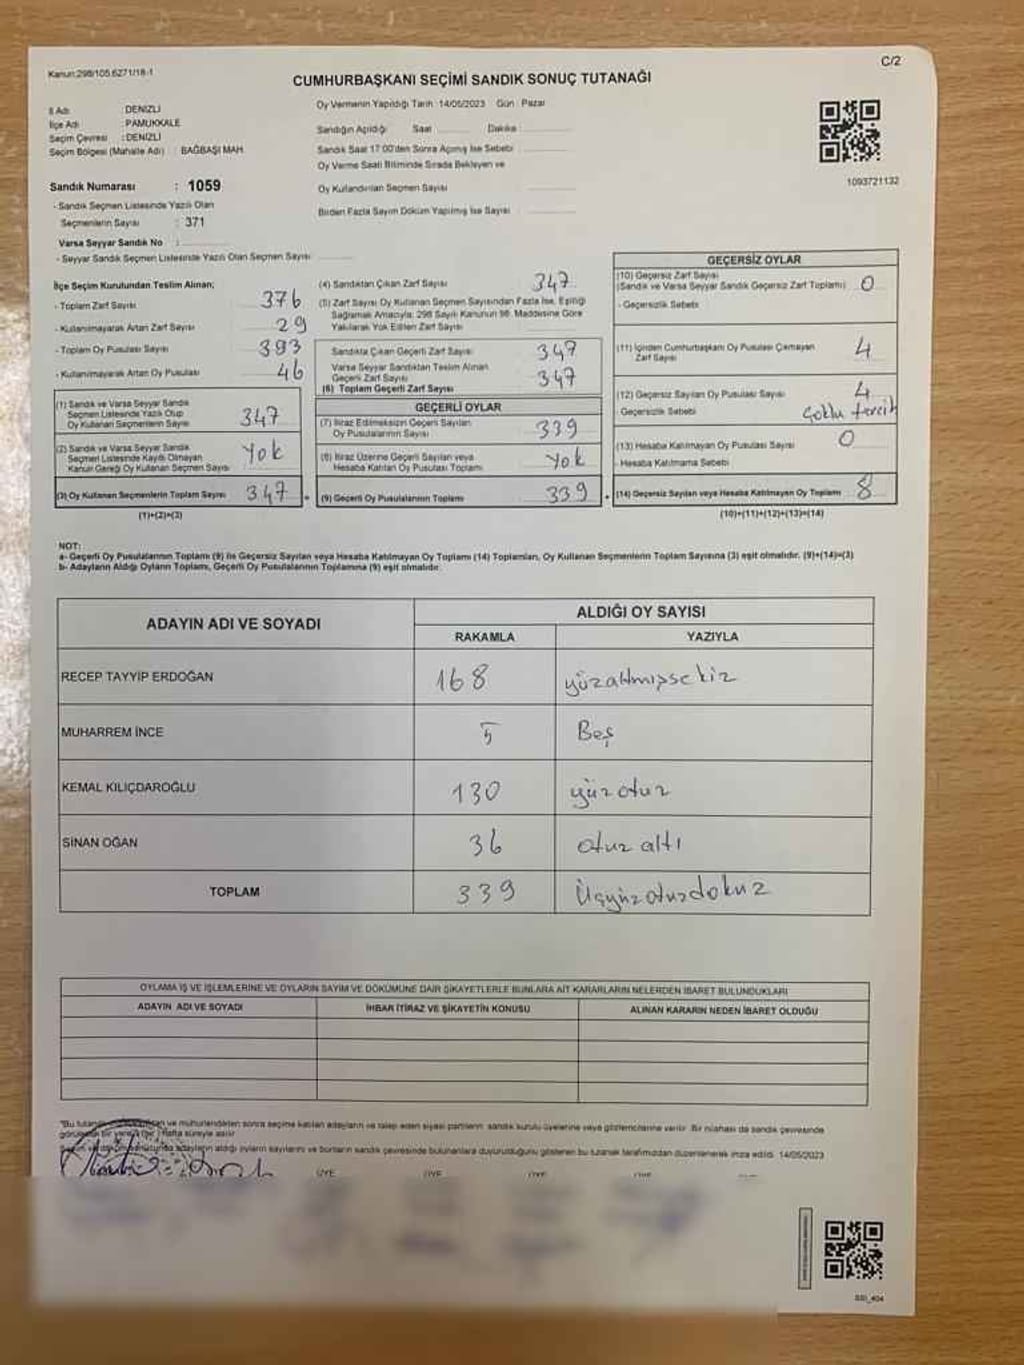 Kanun:298/105.6271/18-1
C/2
CUMHURBAŞKANI SEÇİMİ SANDIK SONUÇ TUTANAĞI
İl Adı : DENİZLİ
İlçe Adı : PAMUKKALE
Seçim Çevresi : DENİZLİ
Seçim Bölgesi (Mahalle Adı) : BAĞBAŞI MAH.
Oy Vermenin Yapıldığı Tarih :14/05/2023 Gün : Pazar
Sandığın Açıldığı Saat ........... Dakika : ...........
Sandık Saat 17:00'den Sonra Açılmış İse Sebebi : ...........
Oy Verme Saati Bitiminde Sırada Bekleyen ve
Oy Kullandırılan Seçmen Sayısı
Birden Fazla Sayım Döküm Yapılmış İse Sayısı : ...........
1093721132
Sandık Numarası : 1059
- Sandık Seçmen Listesinde Yazılı Olan
Seçmenlerin Sayısı : 371
Varsa Seyyar Sandık No : ...........
- Seyyar Sandık Seçmen Listesinde Yazılı Olan Seçmen Sayısı ...........
İlçe Seçim Kurulundan Teslim Alınan;
- Toplam Zarf Sayısı 376
- Kullanılmayarak Artan Zarf Sayısı 29
- Toplam Oy Pusulası Sayısı 393
- Kullanılmayarak Artan Oy Pusulası 46
(1) Sandık ve Varsa Seyyar Sandık
Seçmen Listesinde Yazılı Olup
Oy Kullanan Seçmenlerin Sayısı 347
(2) Sandık ve Varsa Seyyar Sandık
Seçmen Listesinde Kaydı Olmayan
Kanun Gereği Oy Kullanan Seçmen Sayısı Yok
(3) Oy Kullanan Seçmenlerin Toplam Sayısı 347
(1)+(2)=(3)
(4) Sandıktan Çıkan Zarf Sayısı 347
(5) Zarf Sayısı Oy Kullanan Seçmen Sayısından Fazla İse, Eşitliği
Sağlamak Amacıyla; 298 Sayılı Kanunun 98. Maddesine Göre
Yakılarak Yok Edilen Zarf Sayısı
Sandıkta Çıkan Geçerli Zarf Sayısı 347
Varsa Seyyar Sandıktan Teslim Alınan
Geçerli Zarf Sayısı
(6) Toplam Geçerli Zarf Sayısı 347
GEÇERLİ OYLAR
(7) İtiraz Edilmeksizin Geçerli Sayılan
Oy Pusulalarının Sayısı 339
(8) İtiraz Üzerine Geçerli Sayılan veya
Hesaba Katılan Oy Pusulası Toplamı Yok
(9) Geçerli Oy Pusulalarının Toplamı 339
GEÇERSİZ OYLAR
(10) Geçersiz Zarf Sayısı
(Sandık ve Varsa Seyyar Sandık Geçersiz Zarf Toplamı) 0
- Geçersizlik Sebebi
(11) İçinden Cumhurbaşkanı Oy Pusulası Çıkmayan
Zarf Sayısı 4
(12) Geçersiz Sayılan Oy Pusulası Sayısı 4
- Geçersizlik Sebebi çoklu tercih
(13) Hesaba Katılmayan Oy Pusulası Sayısı 0
- Hesaba Katılmama Sebebi
(14) Geçersiz Sayılan veya Hesaba Katılmayan Oy Toplamı 8
(10)+(11)+(12)+(13)=(14)
NOT:
a- Geçerli Oy Pusulalarının Toplamı (9) ile Geçersiz Sayılan veya Hesaba Katılmayan Oy Toplamı (14) Toplamları, Oy Kullanan Seçmenlerin Toplam Sayısına (3) eşit olmalıdır. (9)+(14)=(3)
b- Adayların Aldığı Oyların Toplamı, Geçerli Oy Pusulalarının Toplamına (9) eşit olmalıdır.
ADAYIN ADI VE SOYADI
ALDIĞI OY SAYISI
RAKAMLA YAZIYLA
RECEP TAYYİP ERDOĞAN 168 yüzaltmışsekiz
MUHARREM İNCE 5 Beş
KEMAL KILIÇDAROĞLU 130 yüz otuz
SİNAN OĞAN 36 otuz altı
TOPLAM 339 Üçyüz otuzdokuz
OYLAMA İŞ VE İŞLEMLERİNE VE OYLARIN SAYIM VE DÖKÜMÜNE DAİR ŞİKAYETLERLE BUNLARA AİT KARARLARIN NELERDEN İBARET BULUNDUKLARI
ADAYIN ADI VE SOYADI İHBAR İTİRAZ VE ŞİKAYETİN KONUSU ALINAN KARARIN NEDEN İBARET OLDUĞU
ve mühürlendikten sonra seçime katılan adayların ve talep eden siyasi partilerin sandık kurulu üyelerine veya gözlemcilerine verilir. Bir nüshası da sandık çevresinde
hafta süreyle asılır
adayların aldığı oyların sayılarını ve bunların sandık çevresinde bulunanlara duyurulduğunu gösteren bu tutanak tarafımızdan düzenlenerek imza edildi. 14/05/2023
ÜYE ÜYE ÜYE ÜYE